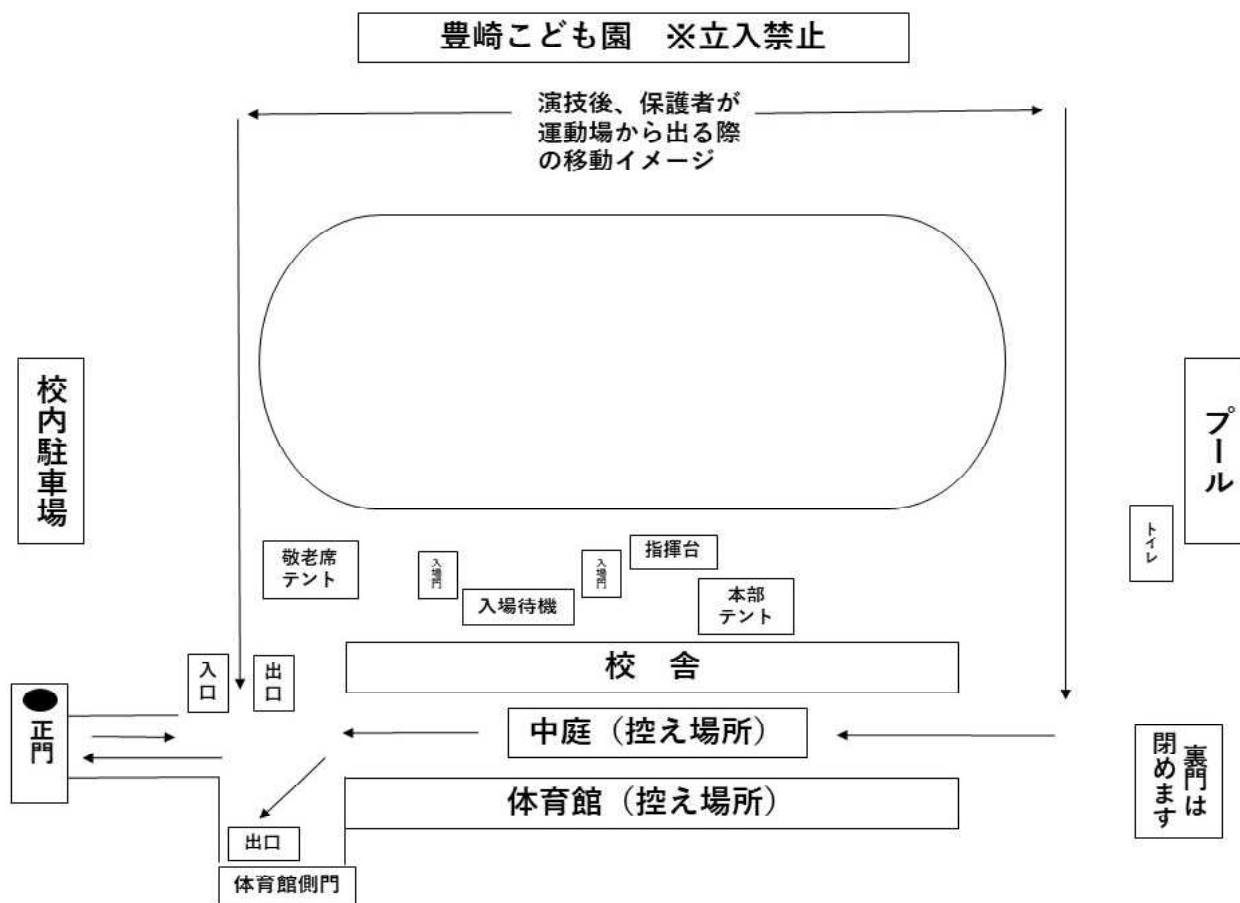 豊崎こども園　※立入禁止
演技後、保護者が
運動場から出る際
の移動イメージ
校内駐車場
プール
トイレ
敬老席
テント
入場門
入場待機
入場門
指揮台
本部
テント
校　舎
入口
出口
正門
中庭（控え場所）
裏門は
閉めます
体育館（控え場所）
出口
体育館側門